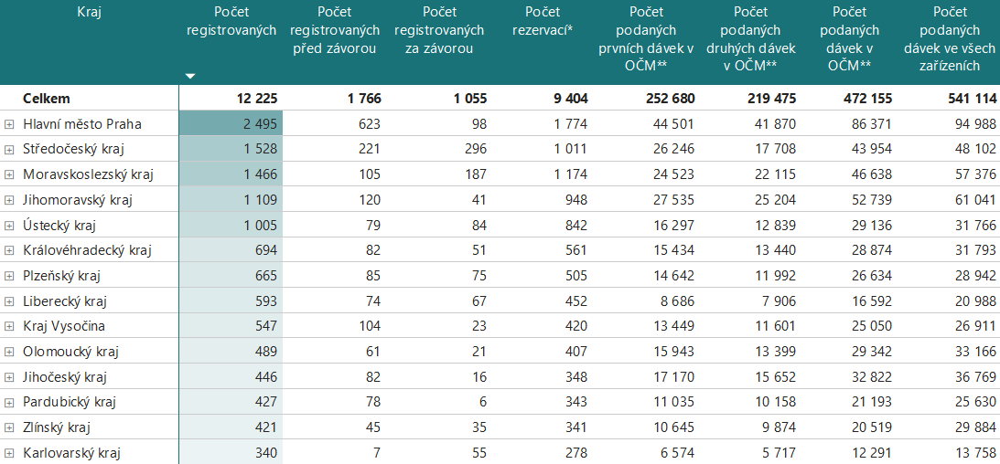 Kraj Počet registrovaných Počet registrovaných před závorou Počet registrovaných za závorou Počet rezervací* Počet podaných prvních dávek v OČM** Počet podaných druhých dávek v OČM** Počet podaných dávek v OČM** Počet podaných dávek ve všech zařízeních
Celkem 12 225 1 766 1 055 9 404 252 680 219 475 472 155 541 114
Hlavní město Praha 2 495 623 98 1 774 44 501 41 870 86 371 94 988
Středočeský kraj 1 528 221 296 1 011 26 246 17 708 43 954 48 102
Moravskoslezský kraj 1 466 105 187 1 174 24 523 22 115 46 638 57 376
Jihomoravský kraj 1 109 120 41 948 27 535 25 204 52 739 61 041
Ústecký kraj 1 005 79 84 842 16 297 12 839 29 136 31 766
Královéhradecký kraj 694 82 51 561 15 434 13 440 28 874 31 793
Plzeňský kraj 665 85 75 505 14 642 11 992 26 634 28 942
Liberecký kraj 593 74 67 452 8 686 7 906 16 592 20 988
Kraj Vysočina 547 104 23 420 13 449 11 601 25 050 26 911
Olomoucký kraj 489 61 21 407 15 943 13 399 29 342 33 166
Jihočeský kraj 446 82 16 348 17 170 15 652 32 822 36 769
Pardubický kraj 427 78 6 343 11 035 10 158 21 193 25 630
Zlínský kraj 421 45 35 341 10 645 9 874 20 519 29 884
Karlovarský kraj 340 7 55 278 6 574 5 717 12 291 13 758